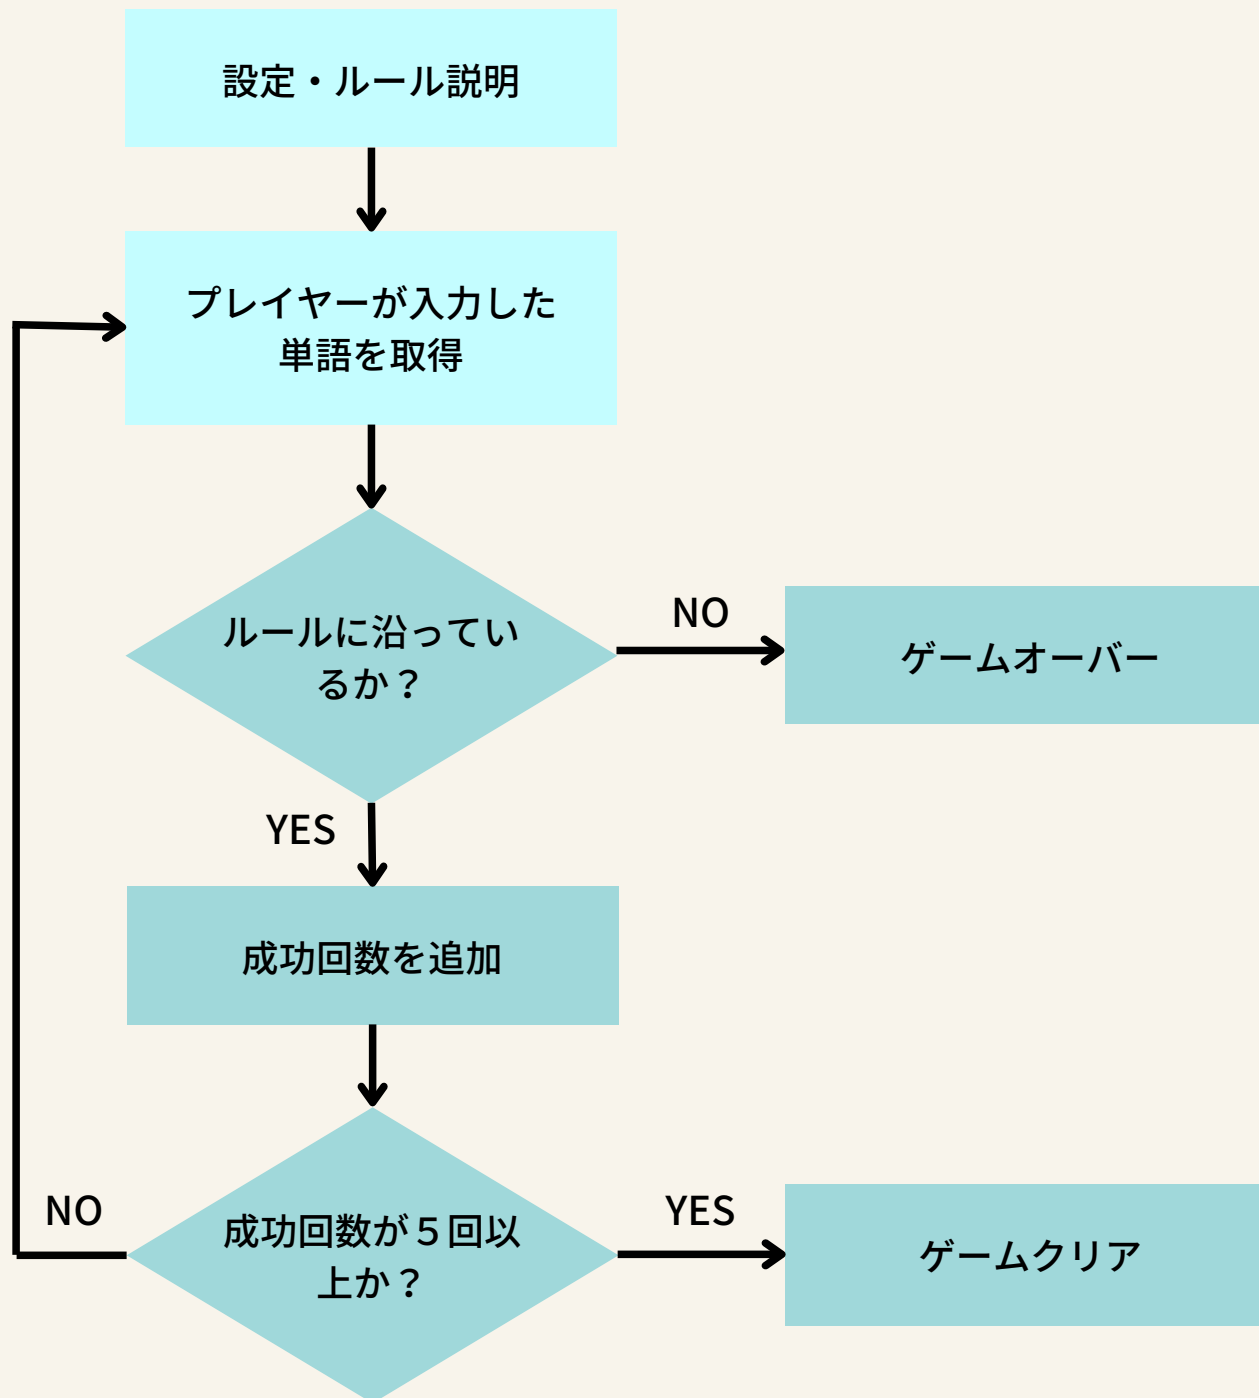 設定・ルール説明
プレイヤーが入力した
単語を取得
ルールに沿ってい
るか？
NO
ゲームオーバー
YES
成功回数を追加
成功回数が５回以
上か？
NO
YES
ゲームクリア